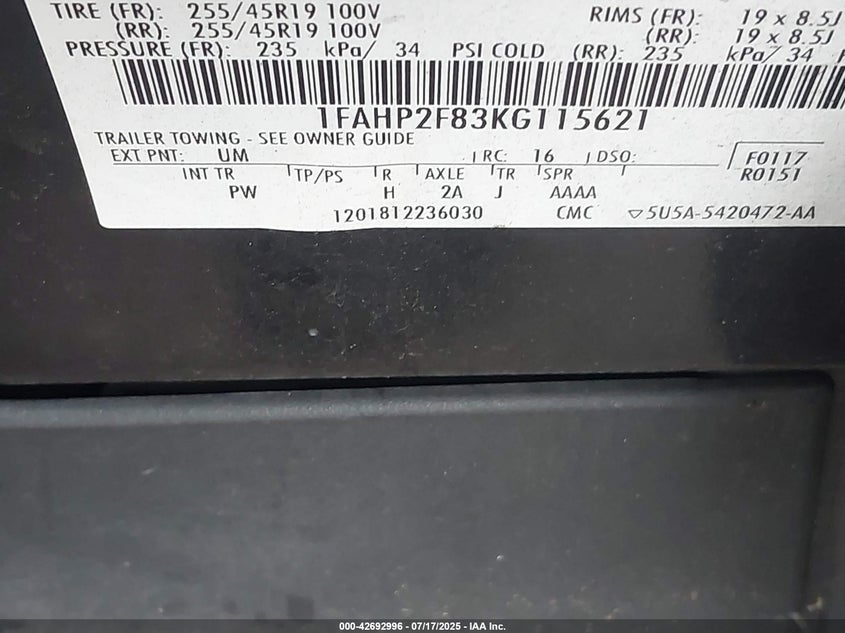 TIRE (FR): 255/45R19 100V RIMS (FR): 19 x 8.5J
(RR): 255/45R19 100V (RR): 19 x 8.5J
PRESSURE (FR): 235 kPa/ 34 PSI COLD (RR): 235 kPa/ 34
1FAHP2F83KG115621
TRAILER TOWING - SEE OWNER GUIDE
EXT PNT: UM RC: 16 DSO: F0117
INT TR TP/PS R AXLE TR SPR R0151
PW H 2A J AAAA
1201812236030 CMC ▽5U5A-5420472-AA
000-42692996 - 07/17/2025 - IAA Inc.